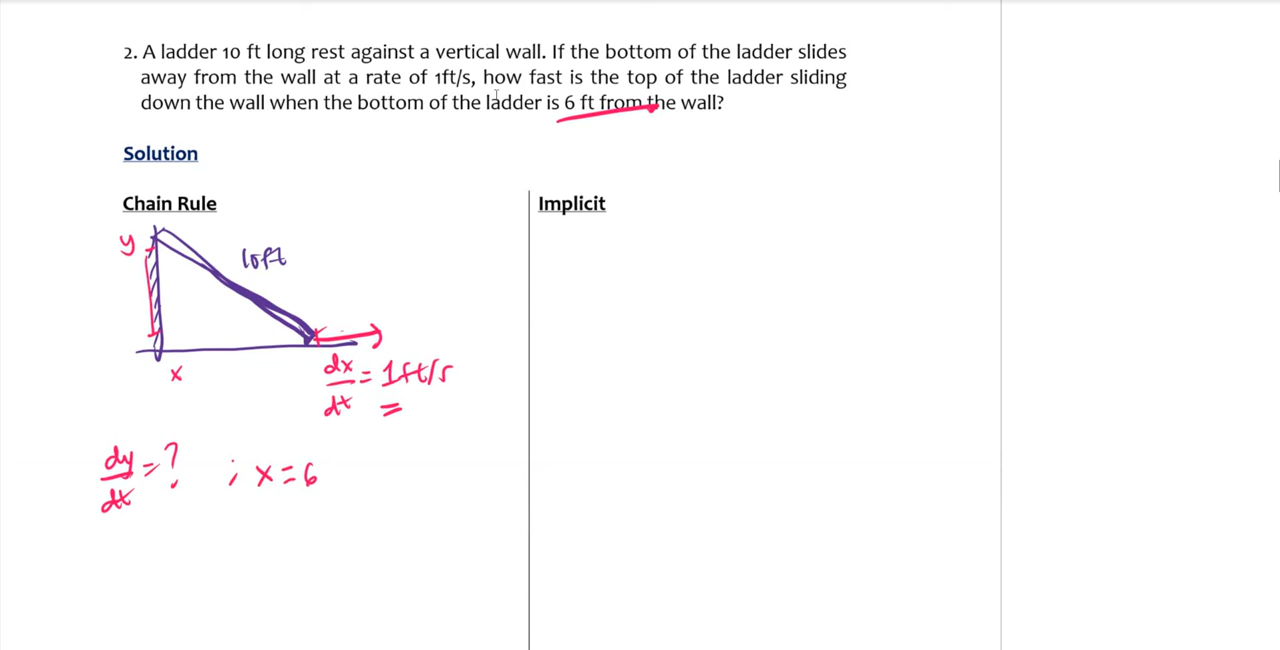 2. A ladder 10 ft long rest against a vertical wall. If the bottom of the ladder slides
away from the wall at a rate of 1ft/s, how fast is the top of the ladder sliding
down the wall when the bottom of the ladder is 6 ft from the wall?
Solution
Chain Rule
Implicit
y
10ft
x
dx/dt = 1ft/s
=
dy/dt = ? ; x = 6